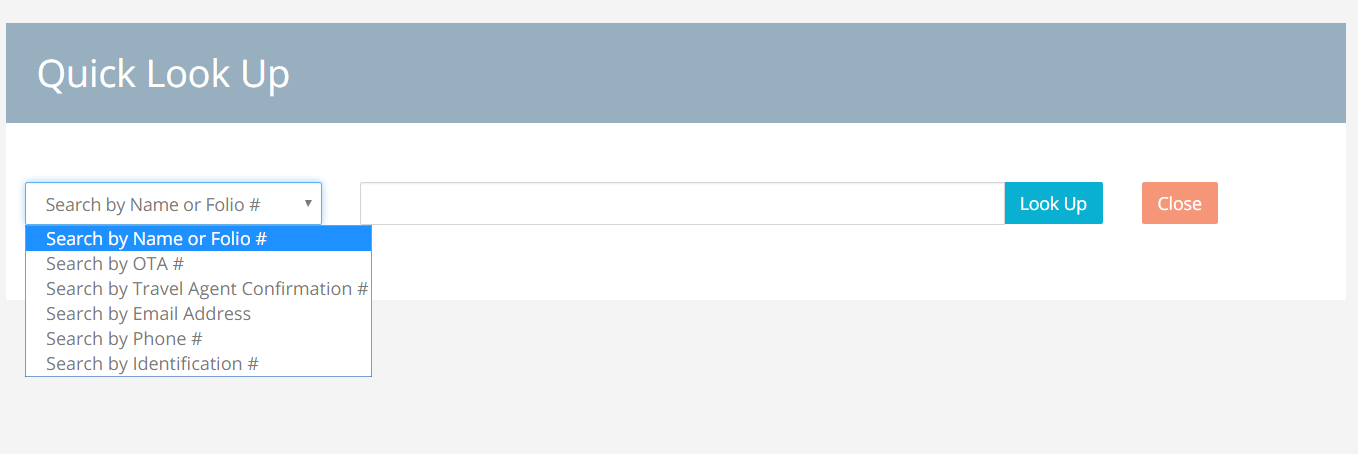 Quick Look Up
Search by Name or Folio # ▼ Look Up Close
Search by Name or Folio #
Search by OTA #
Search by Travel Agent Confirmation #
Search by Email Address
Search by Phone #
Search by Identification #